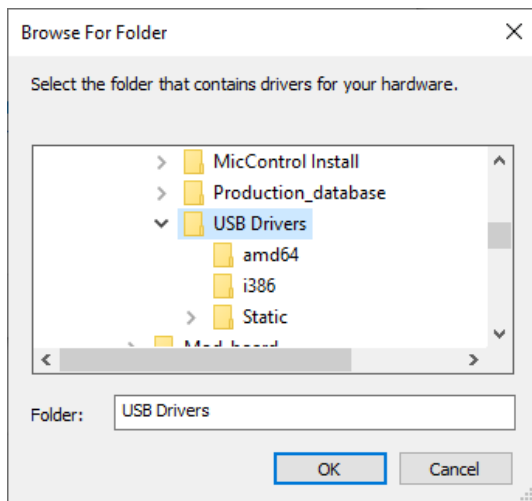 Browse For Folder
Select the folder that contains drivers for your hardware.
MicControl Install
Production_database
USB Drivers
amd64
i386
Static
Mod_board
Folder: USB Drivers
OK Cancel